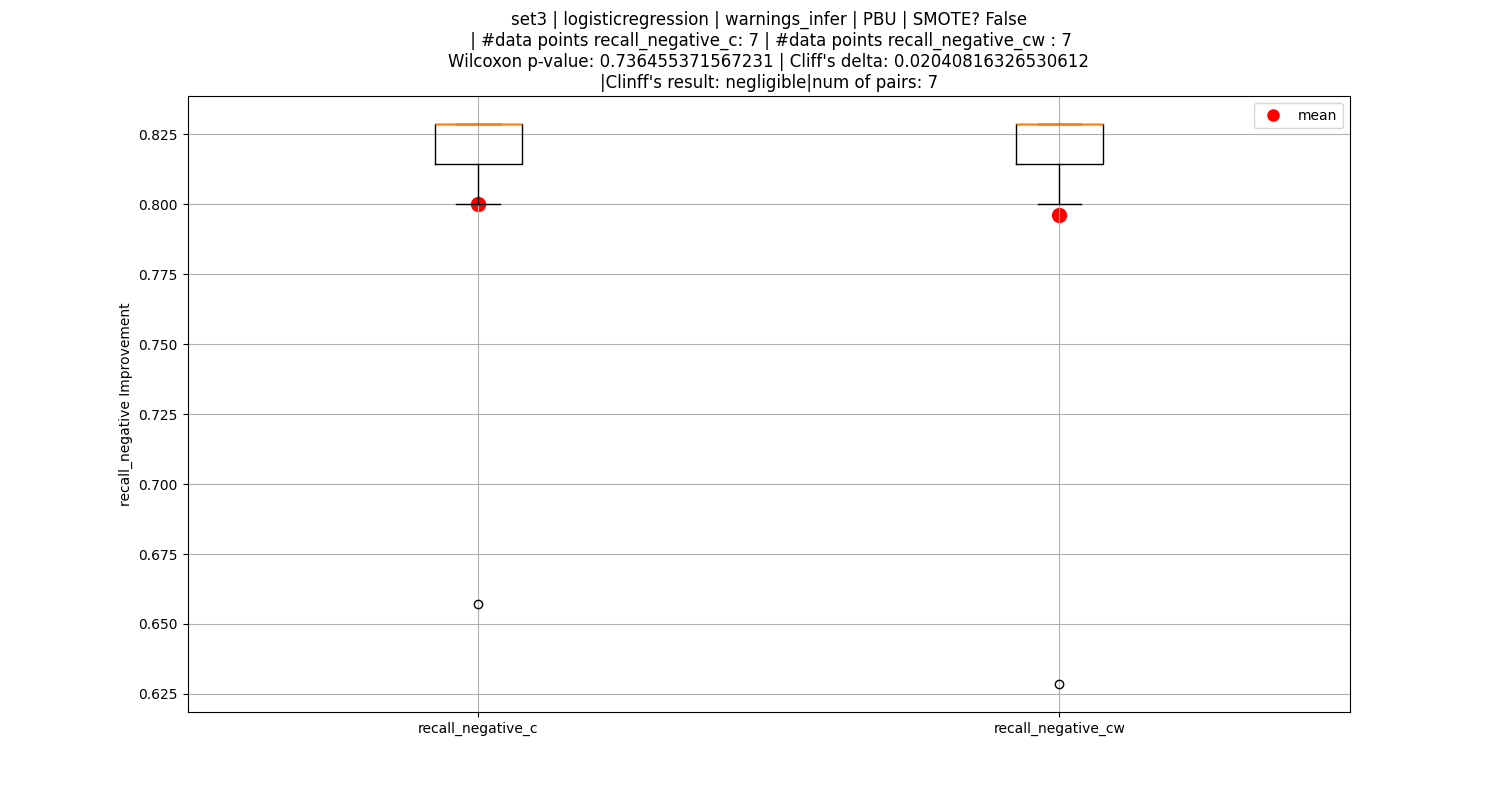 set3 | logisticregression | warnings_infer | PBU | SMOTE? False
| #data points recall_negative_c: 7 | #data points recall_negative_cw : 7
Wilcoxon p-value: 0.736455371567231 | Cliff's delta: 0.02040816326530612
|Clinff's result: negligible|num of pairs: 7
mean
0.825
0.800
0.775
0.750
0.725
0.700
0.675
0.650
0.625
recall_negative Improvement
recall_negative_c
recall_negative_cw